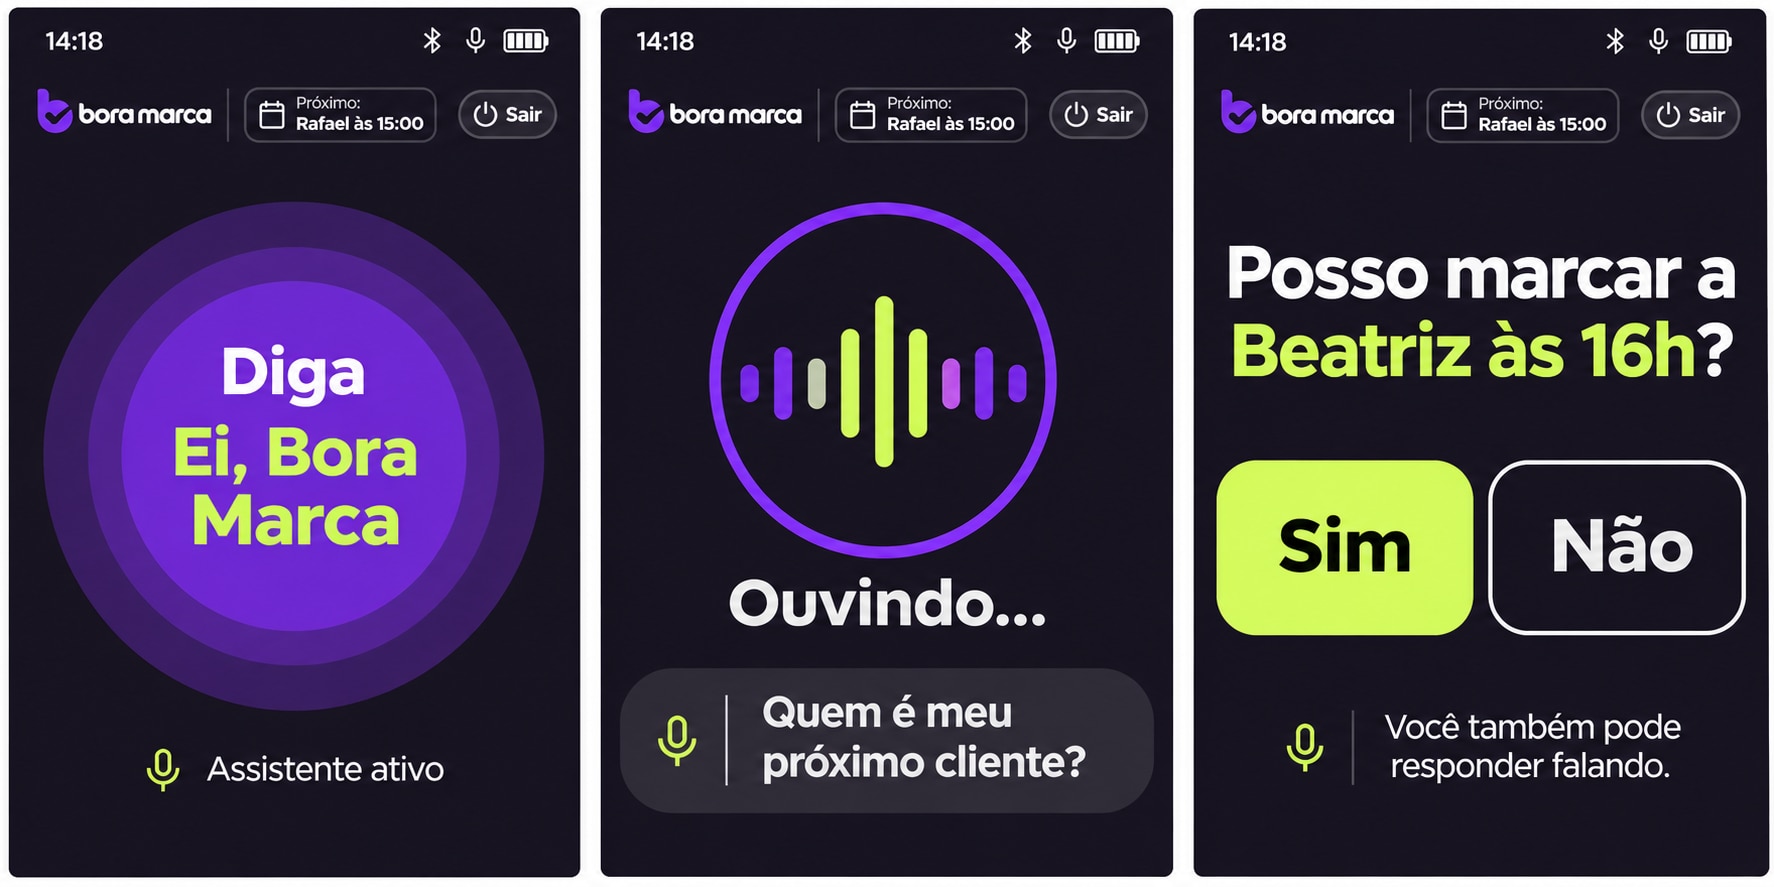 14:18
bora marca
Próximo:
Rafael às 15:00
Sair
Diga
Ei, Bora
Marca
Assistente ativo
14:18
bora marca
Próximo:
Rafael às 15:00
Sair
Ouvindo...
Quem é meu
próximo cliente?
14:18
bora marca
Próximo:
Rafael às 15:00
Sair
Posso marcar a
Beatriz às 16h?
Sim
Não
Você também pode
responder falando.